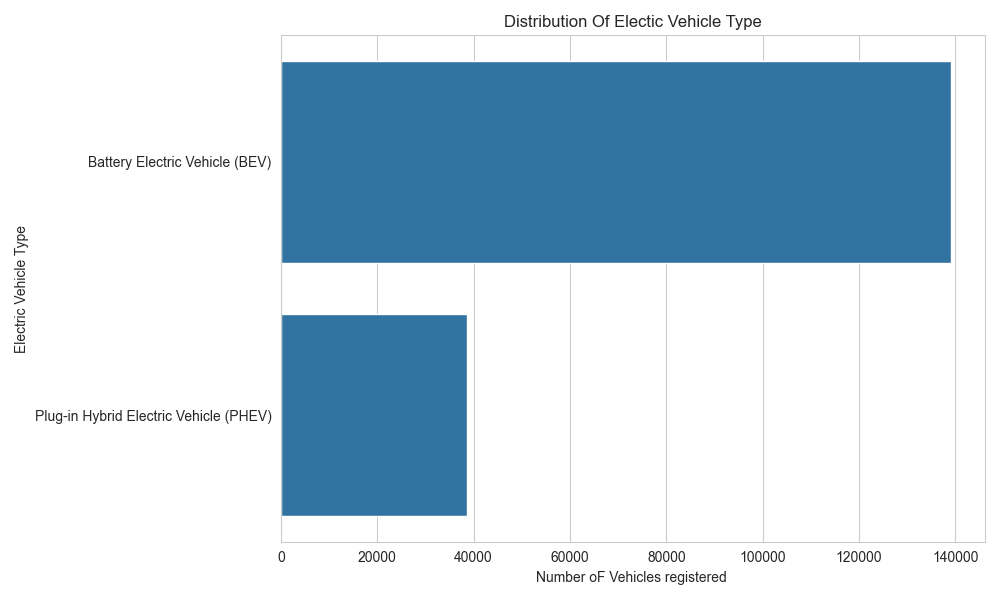 Distribution Of Electic Vehicle Type
Electric Vehicle Type
Battery Electric Vehicle (BEV)
Plug-in Hybrid Electric Vehicle (PHEV)
0 20000 40000 60000 80000 100000 120000 140000
Number oF Vehicles registered